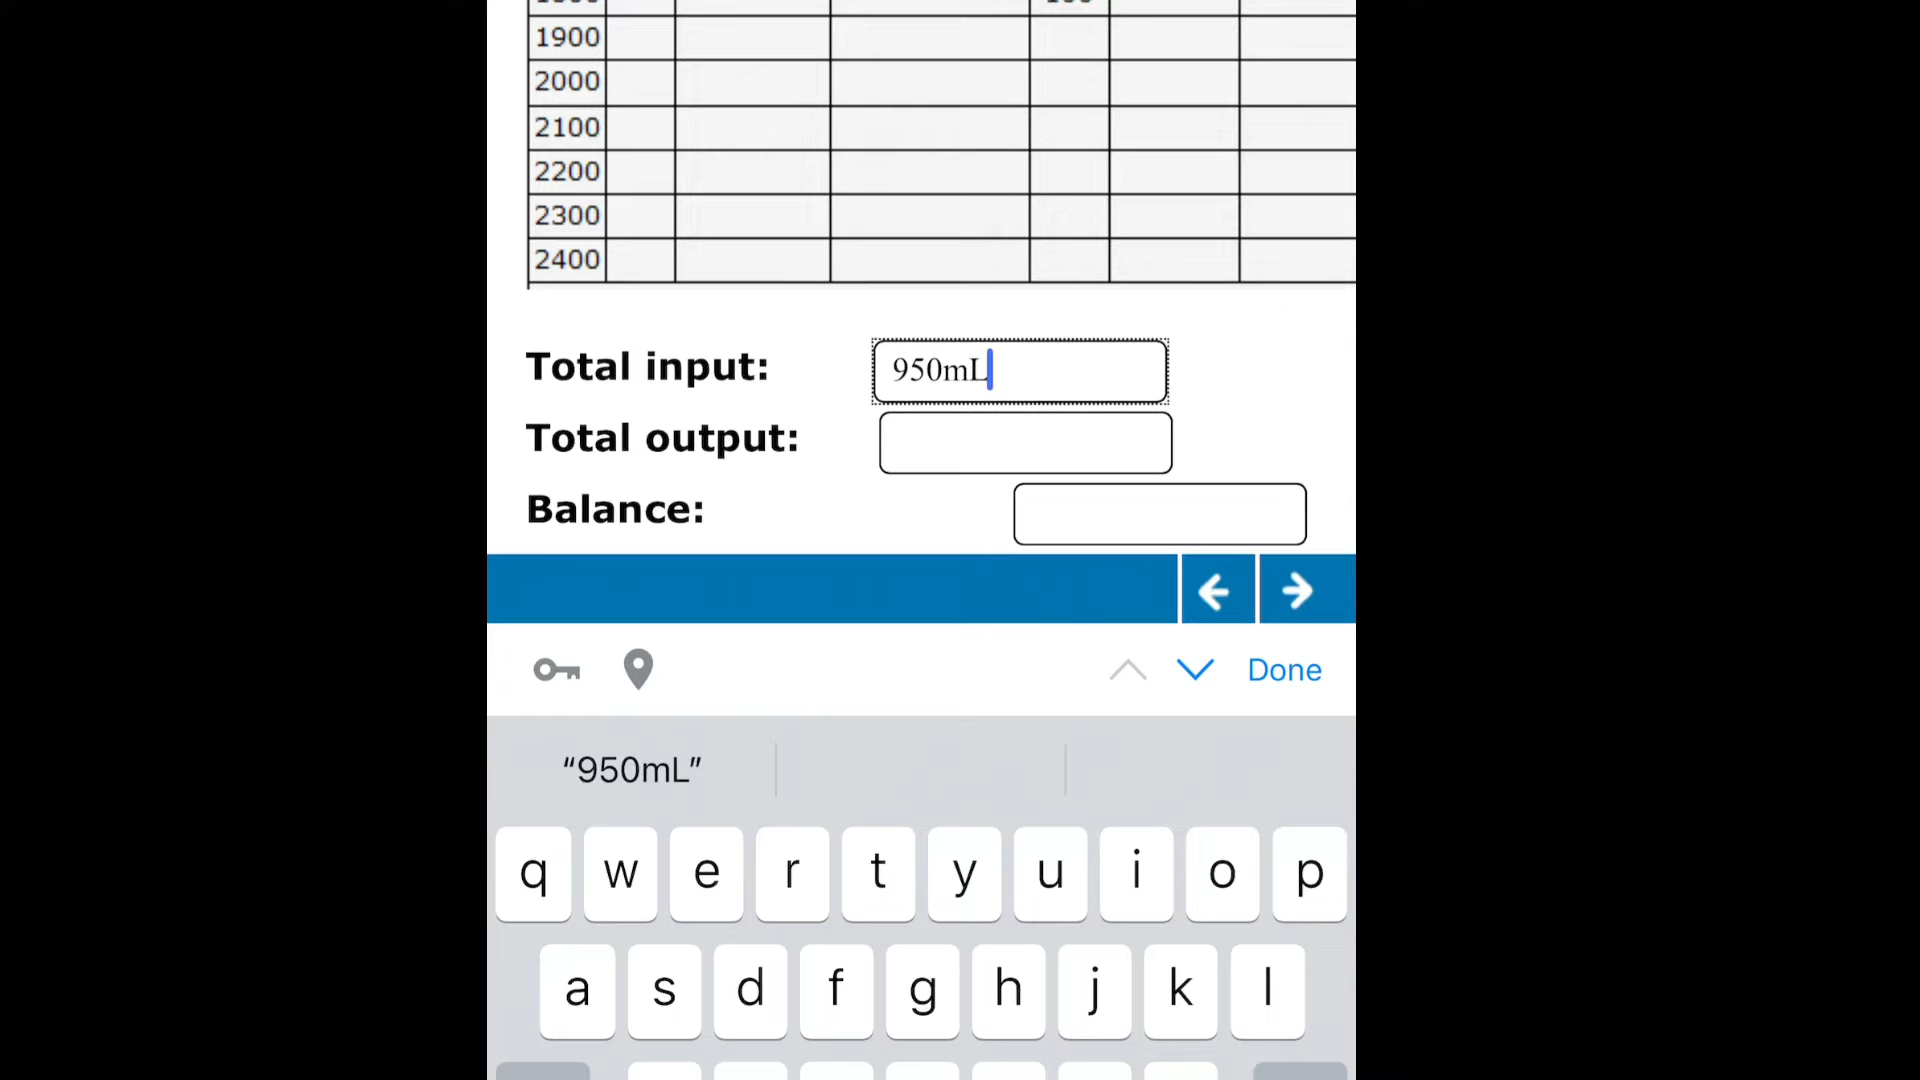 1900
2000
2100
2200
2300
2400
Total input: 950mL
Total output:
Balance:
Done
“950mL”
q w e r t y u i o p
a s d f g h j k l